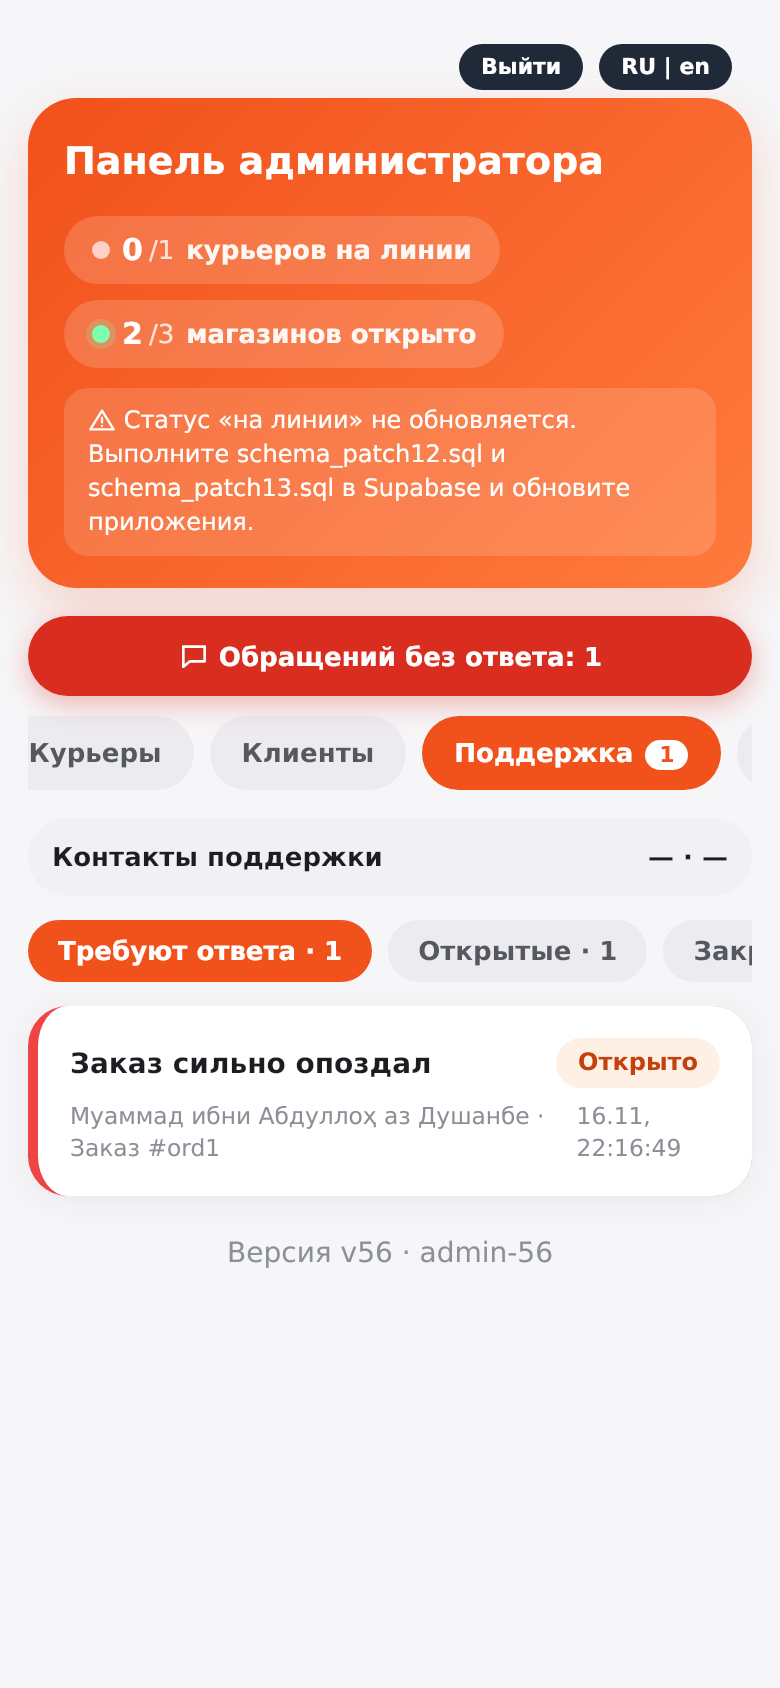 Выйти
RU | en
Панель администратора
0 /1 курьеров на линии
2 /3 магазинов открыто
Статус «на линии» не обновляется.
Выполните schema_patch12.sql и
schema_patch13.sql в Supabase и обновите
приложения.
Обращений без ответа: 1
Курьеры
Клиенты
Поддержка 1
Контакты поддержки
— · —
Требуют ответа · 1
Открытые · 1
Заказ сильно опоздал
Открыто
Муаммад ибни Абдуллоҳ аз Душанбе ·
Заказ #ord1
16.11,
22:16:49
Версия v56 · admin-56